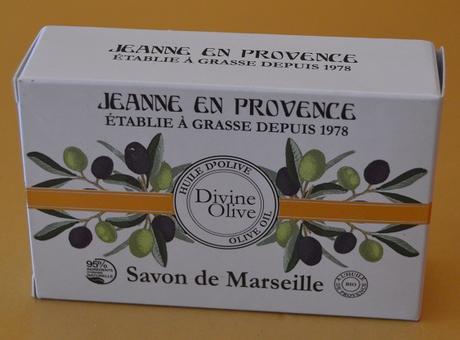 JEANNE EN PROVENCE
ÉTABLIE À GRASSE DEPUIS 1978
JEANNE EN PROVENCE
ÉTABLIE À GRASSE DEPUIS 1978
HUILE D'OLIVE
Divine
Olive
OLIVE OIL
95%
Savon de Marseille
BIO